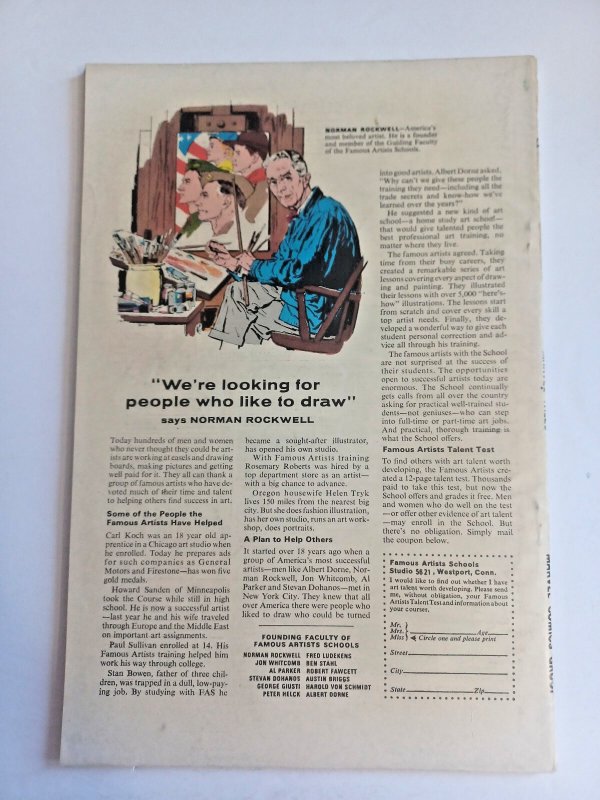 NORMAN ROCKWELL—America's
most beloved artist. He is a founder
and member of the Guiding Faculty
of the Famous Artists Schools.
"We're looking for
people who like to draw"
says NORMAN ROCKWELL
Today hundreds of men and women
who never thought they could be art-
ists are working at easels and drawing
boards, making pictures and getting
well paid for it. They all can thank a
group of famous artists who have de-
voted much of their time and talent
to helping others find success in art.
Some of the People the
Famous Artists Have Helped
Carl Koch was an 18 year old ap-
prentice in a Chicago art studio when
he enrolled. Today he prepares ads
for such companies as General
Motors and Firestone—has won five
gold medals.
Howard Sanden of Minneapolis
took the Course while still in high
school. He is now a successful artist
—last year he and his wife traveled
through Europe and the Middle East
on important art assignments.
Paul Sullivan enrolled at 14. His
Famous Artists training helped him
work his way through college.
Stan Bowen, father of three chil-
dren, was trapped in a dull, low-pay-
ing job. By studying with FAS he
became a sought-after illustrator,
has opened his own studio.
With Famous Artists training
Rosemary Roberts was hired by a
top department store as an artist—
with a big chance to advance.
Oregon housewife Helen Tryk
lives 150 miles from the nearest big
city. But she does fashion illustration,
has her own studio, runs an art work-
shop, does portraits.
A Plan to Help Others
It started over 18 years ago when a
group of America's most successful
artists—men like Albert Dorne, Nor-
man Rockwell, Jon Whitcomb, Al
Parker and Stevan Dohanos—met in
New York City. They knew that all
over America there were people who
liked to draw who could be turned
FOUNDING FACULTY OF
FAMOUS ARTISTS SCHOOLS
NORMAN ROCKWELL FRED LUDEKENS
JON WHITCOMB BEN STAHL
AL PARKER ROBERT FAWCETT
STEVAN DOHANOS AUSTIN BRIGGS
GEORGE GIUSTI HAROLD VON SCHMIDT
PETER HELCK ALBERT DORNE
into good artists. Albert Dorne asked,
"Why can't we give these people the
training they need—including all the
trade secrets and know-how we've
learned over the years?"
He suggested a new kind of art
school—a home study art school—
that would give talented people the
best professional art training, no
matter where they live.
The famous artists agreed. Taking
time from their busy careers, they
created a remarkable series of art
lessons covering every aspect of draw-
ing and painting. They illustrated
their lessons with over 5,000 "here's-
how" illustrations. The lessons start
from scratch and cover every skill a
top artist needs. Finally, they de-
veloped a wonderful way to give each
student personal correction and ad-
vice all through his training.
The famous artists with the School
are not surprised at the success of
their students. The opportunities
open to successful artists today are
enormous. The School continually
gets calls from all over the country
asking for practical well-trained stu-
dents—not geniuses—who can step
into full-time or part-time art jobs.
And practical, thorough training is
what the School offers.
Famous Artists Talent Test
To find others with art talent worth
developing, the Famous Artists cre-
ated a 12-page talent test. Thousands
paid to take this test, but now the
School offers and grades it free. Men
and women who do well on the test
—or offer other evidence of art talent
—may enroll in the School. But
there's no obligation. Simply mail
the coupon below.
Famous Artists Schools
Studio 5621, Westport, Conn.
I would like to find out whether I have
art talent worth developing. Please send
me, without obligation, your Famous
Artists Talent Test and information about
your courses.
Mr.
Mrs. Age
Miss Circle one and please print
Street
City
State Zip
MARVEL COMICS GROUP